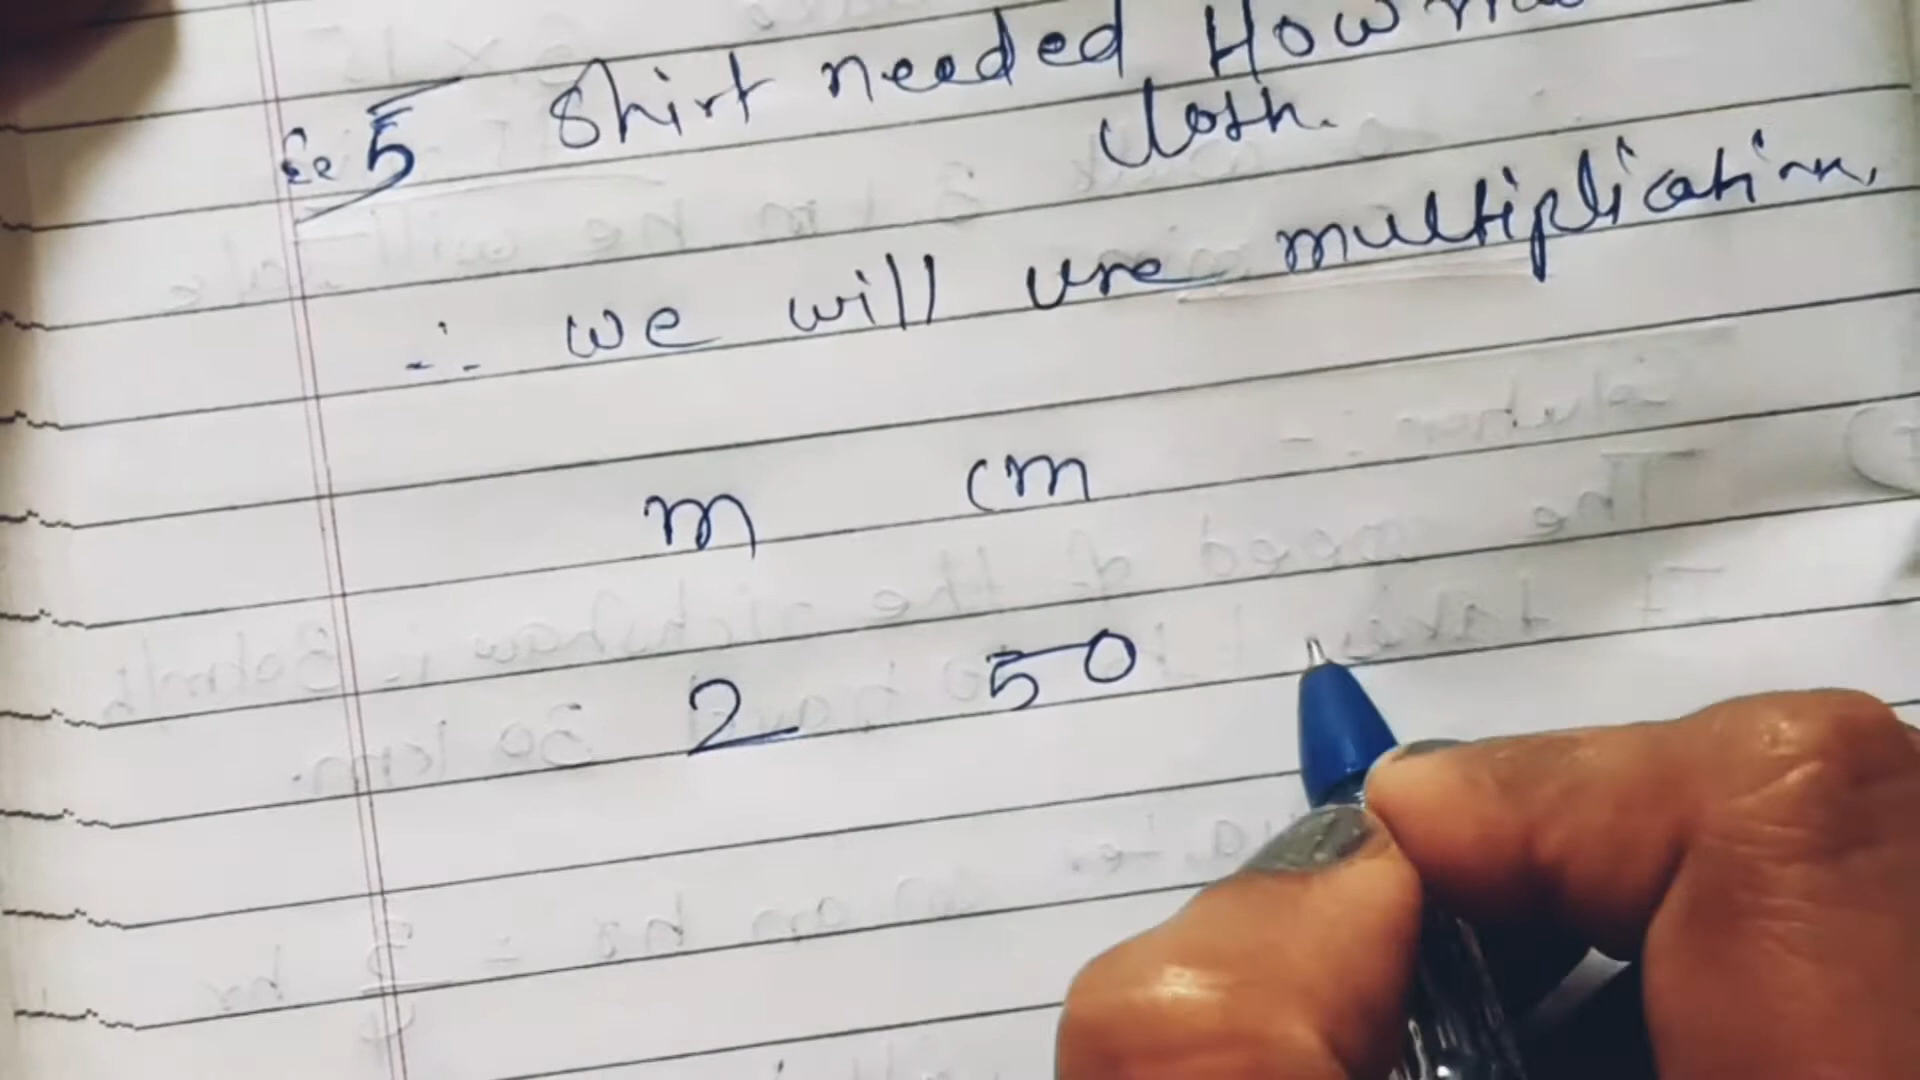 5 Shirt needed How
cloth.
∴ we will use multiplication.
m cm
2 50